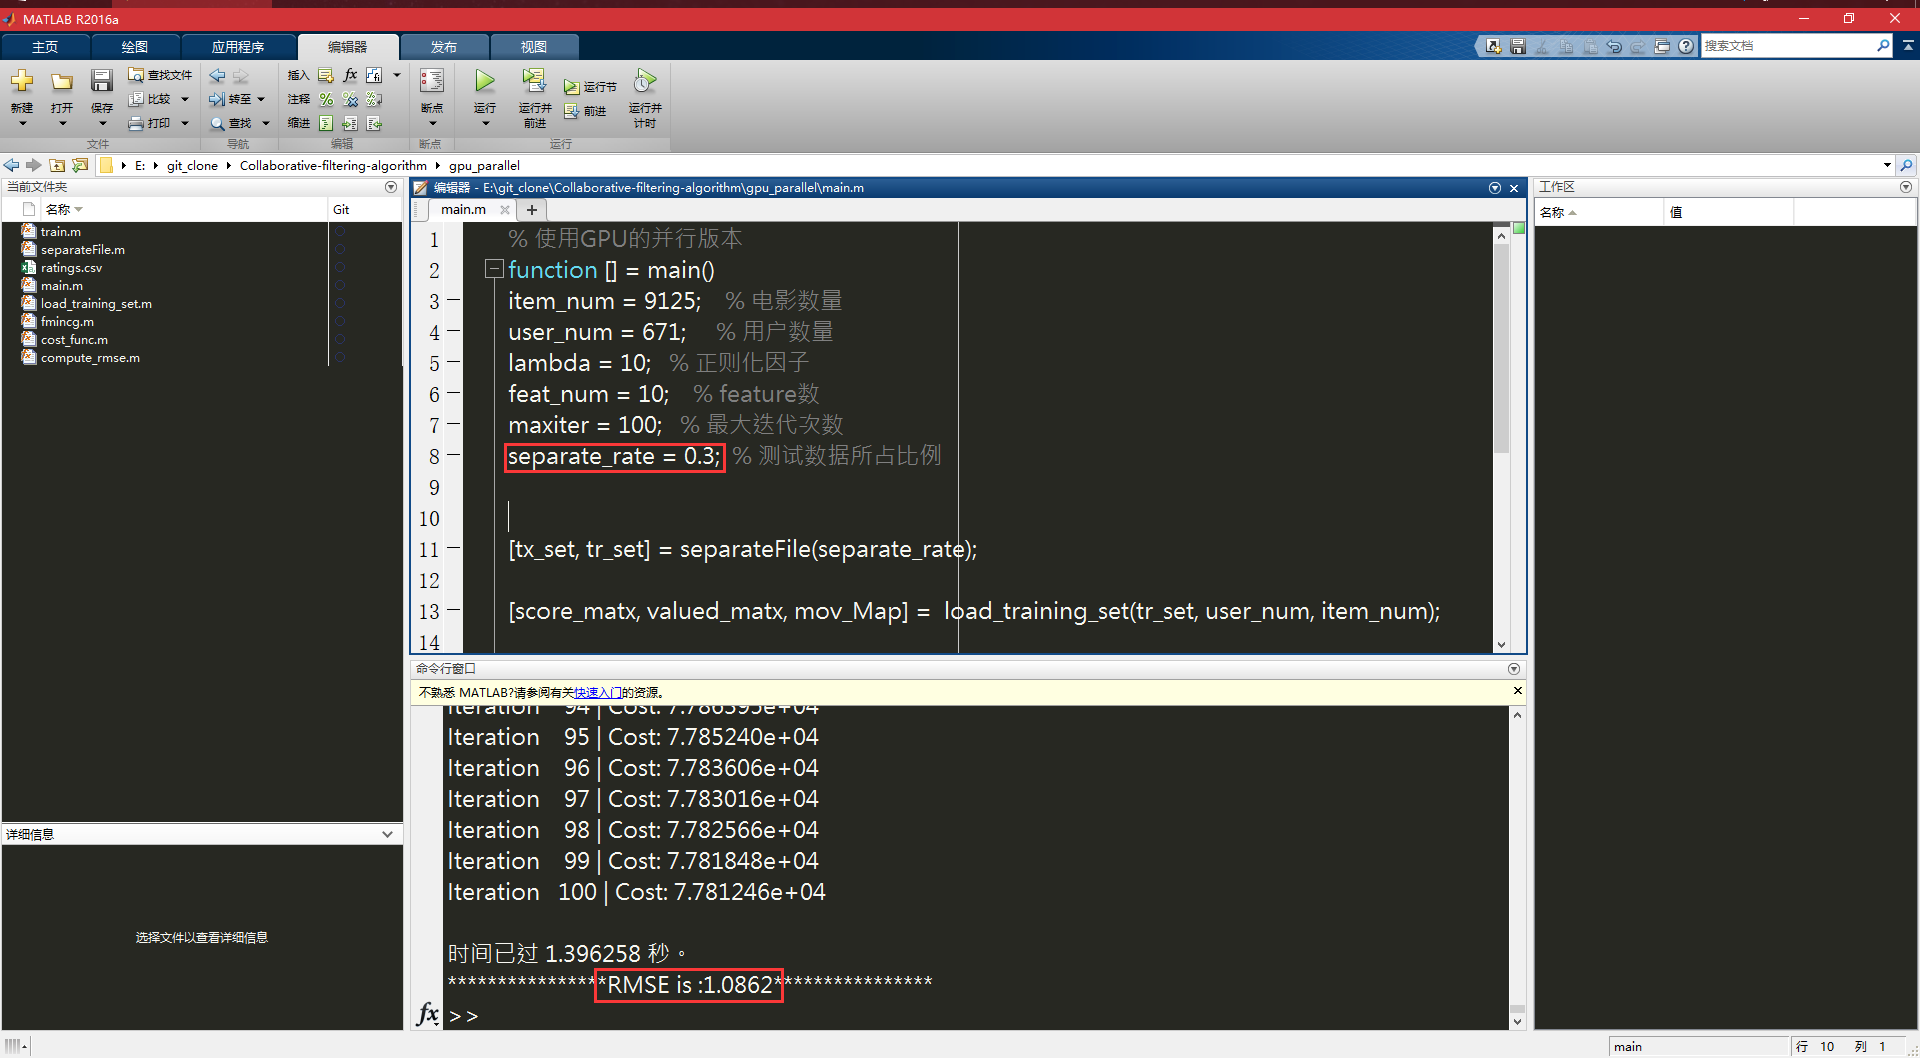 MATLAB R2016a
主页 绘图 应用程序 编辑器 发布 视图
搜索文档
新建 打开 保存 查找文件 比较 打印
转至 查找
插入 fx
注释
缩进
断点
运行 运行并前进 运行节 前进 运行并计时
文件 导航 编辑 断点 运行
E: git_clone Collaborative-filtering-algorithm gpu_parallel
当前文件夹
名称 Git
train.m
separateFile.m
ratings.csv
main.m
load_training_set.m
fmincg.m
cost_func.m
compute_rmse.m
详细信息
选择文件以查看详细信息
编辑器 - E:\git_clone\Collaborative-filtering-algorithm\gpu_parallel\main.m
main.m
1 % 使用GPU的并行版本
2 function [] = main()
3 item_num = 9125; % 电影数量
4 user_num = 671; % 用户数量
5 lambda = 10; % 正则化因子
6 feat_num = 10; % feature数
7 maxiter = 100; % 最大迭代次数
8 separate_rate = 0.3; % 测试数据所占比例
9
10
11 [tx_set, tr_set] = separateFile(separate_rate);
12
13 [score_matx, valued_matx, mov_Map] = load_training_set(tr_set, user_num, item_num);
14
命令行窗口
不熟悉 MATLAB?请参阅有关快速入门的资源。
Iteration 94 | Cost: 7.786395e+04
Iteration 95 | Cost: 7.785240e+04
Iteration 96 | Cost: 7.783606e+04
Iteration 97 | Cost: 7.783016e+04
Iteration 98 | Cost: 7.782566e+04
Iteration 99 | Cost: 7.781848e+04
Iteration 100 | Cost: 7.781246e+04
时间已过 1.396258 秒。
****************RMSE is :1.0862****************
fx >>
工作区
名称 值
main 行 10 列 1